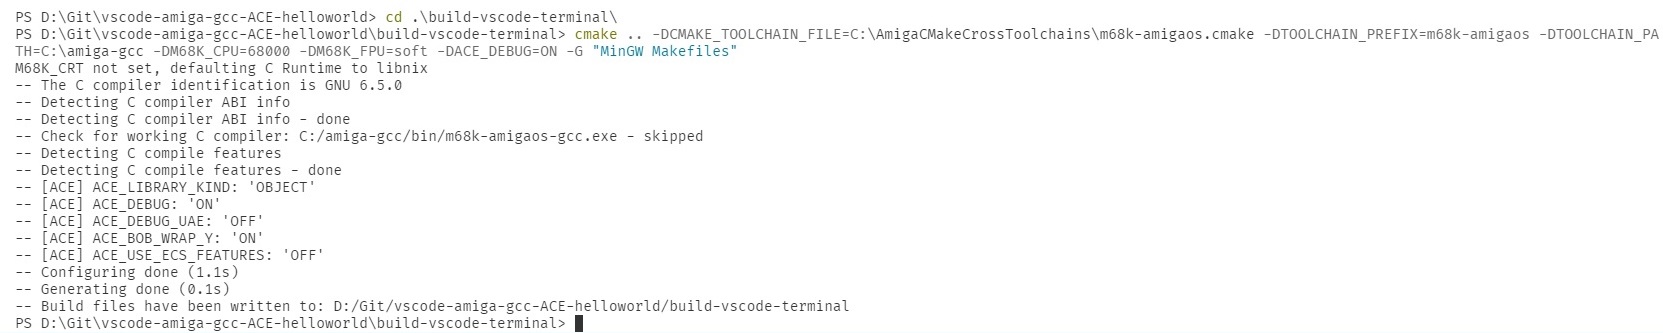 PS D:\Git\vscode-amiga-gcc-ACE-helloworld> cd .\build-vscode-terminal\
PS D:\Git\vscode-amiga-gcc-ACE-helloworld\build-vscode-terminal> cmake .. -DCMAKE_TOOLCHAIN_FILE=C:\AmigaCMakeCrossToolchains\m68k-amigaos.cmake -DTOOLCHAIN_PREFIX=m68k-amigaos -DTOOLCHAIN_PA
TH=C:\amiga-gcc -DM68K_CPU=68000 -DM68K_FPU=soft -DACE_DEBUG=ON -G "MinGW Makefiles"
M68K_CRT not set, defaulting C Runtime to libnix
-- The C compiler identification is GNU 6.5.0
-- Detecting C compiler ABI info
-- Detecting C compiler ABI info - done
-- Check for working C compiler: C:/amiga-gcc/bin/m68k-amigaos-gcc.exe - skipped
-- Detecting C compile features
-- Detecting C compile features - done
-- [ACE] ACE_LIBRARY_KIND: 'OBJECT'
-- [ACE] ACE_DEBUG: 'ON'
-- [ACE] ACE_DEBUG_UAE: 'OFF'
-- [ACE] ACE_BOB_WRAP_Y: 'ON'
-- [ACE] ACE_USE_ECS_FEATURES: 'OFF'
-- Configuring done (1.1s)
-- Generating done (0.1s)
-- Build files have been written to: D:/Git/vscode-amiga-gcc-ACE-helloworld/build-vscode-terminal
PS D:\Git\vscode-amiga-gcc-ACE-helloworld\build-vscode-terminal>